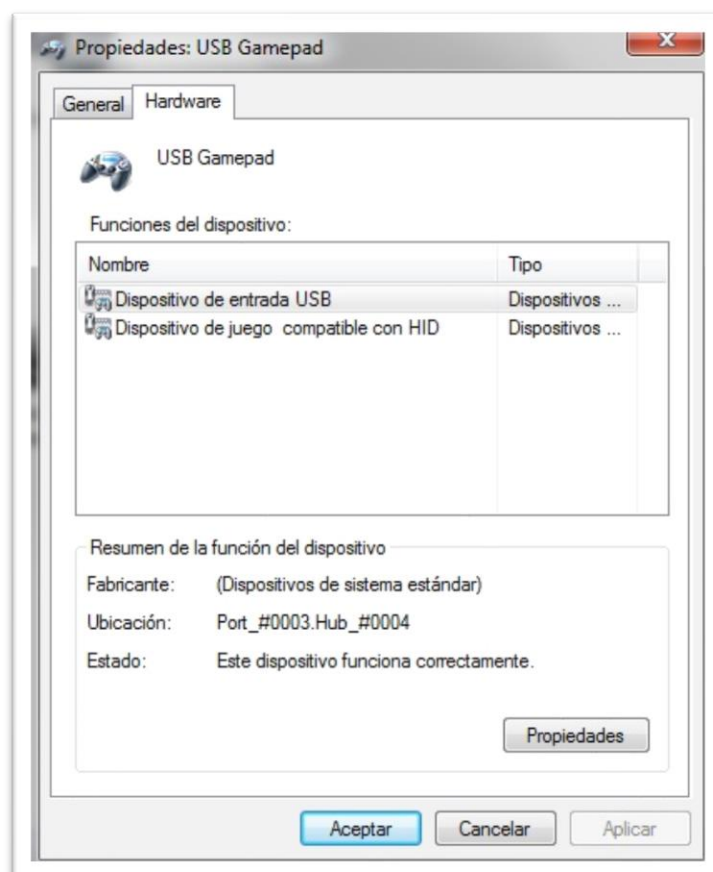 Propiedades: USB Gamepad
General Hardware
USB Gamepad
Funciones del dispositivo:
Nombre Tipo
Dispositivo de entrada USB Dispositivos ...
Dispositivo de juego compatible con HID Dispositivos ...
Resumen de la función del dispositivo
Fabricante: (Dispositivos de sistema estándar)
Ubicación: Port_#0003.Hub_#0004
Estado: Este dispositivo funciona correctamente.
Propiedades
Aceptar Cancelar Aplicar